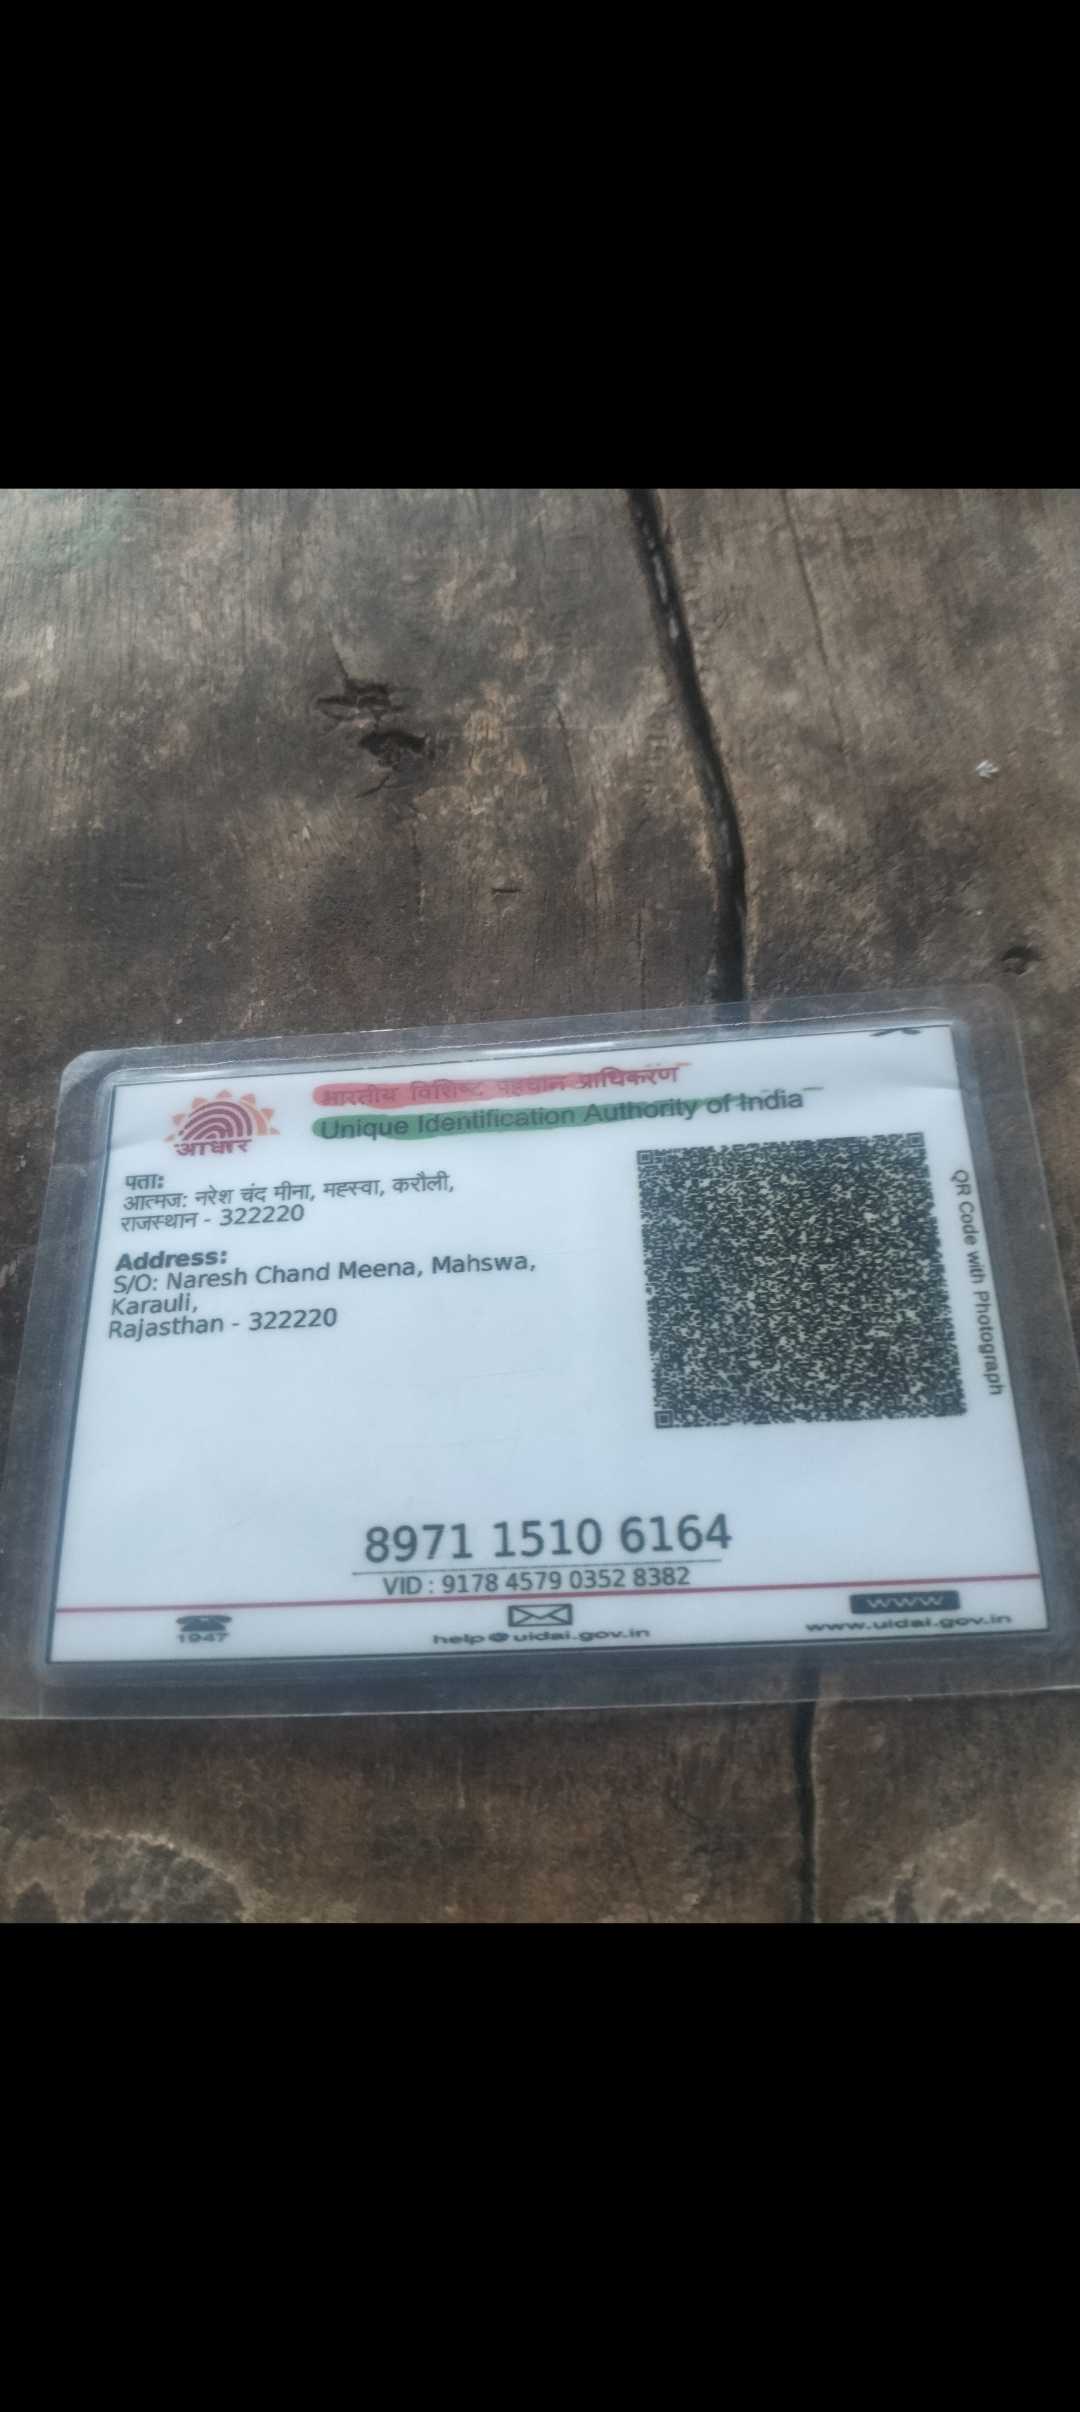 भारतीय विशिष्ट पहचान प्राधिकरण
Unique Identification Authority of India
आधार
पता:
आत्मज: नरेश चंद मीना, महस्वा, करौली,
राजस्थान - 322220
Address:
S/O: Naresh Chand Meena, Mahswa,
Karauli,
Rajasthan - 322220
QR Code with Photograph
8971 1510 6164
VID : 9178 4579 0352 8382
1947
help@uidai.gov.in
www
www.uidai.gov.in